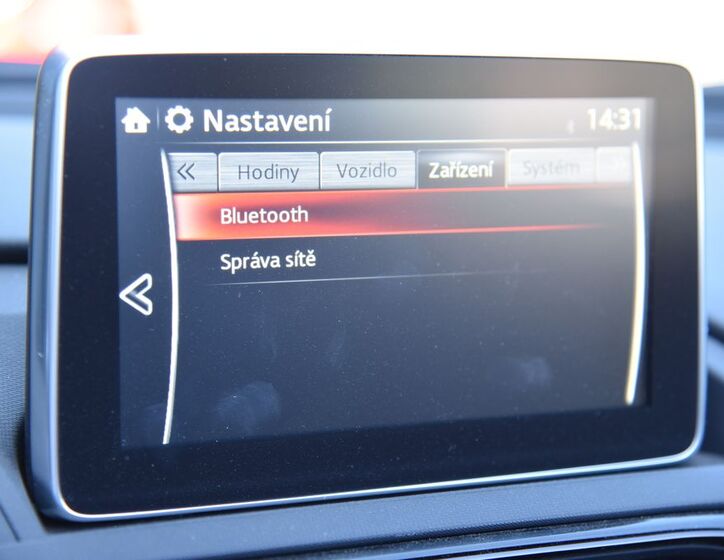 Nastavení 14:31
« Hodiny Vozidlo Zařízení Systém
Bluetooth
Správa sítě